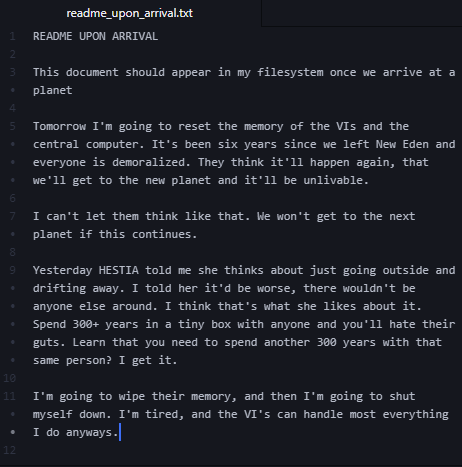 readme_upon_arrival.txt
1 README UPON ARRIVAL
2
3 This document should appear in my filesystem once we arrive at a
• planet
4
5 Tomorrow I'm going to reset the memory of the VIs and the
• central computer. It's been six years since we left New Eden and
• everyone is demoralized. They think it'll happen again, that
• we'll get to the new planet and it'll be unlivable.
6
7 I can't let them think like that. We won't get to the next
• planet if this continues.
8
9 Yesterday HESTIA told me she thinks about just going outside and
• drifting away. I told her it'd be worse, there wouldn't be
• anyone else around. I think that's what she likes about it.
• Spend 300+ years in a tiny box with anyone and you'll hate their
• guts. Learn that you need to spend another 300 years with that
• same person? I get it.
10
11 I'm going to wipe their memory, and then I'm going to shut
• myself down. I'm tired, and the VI's can handle most everything
• I do anyways.
12